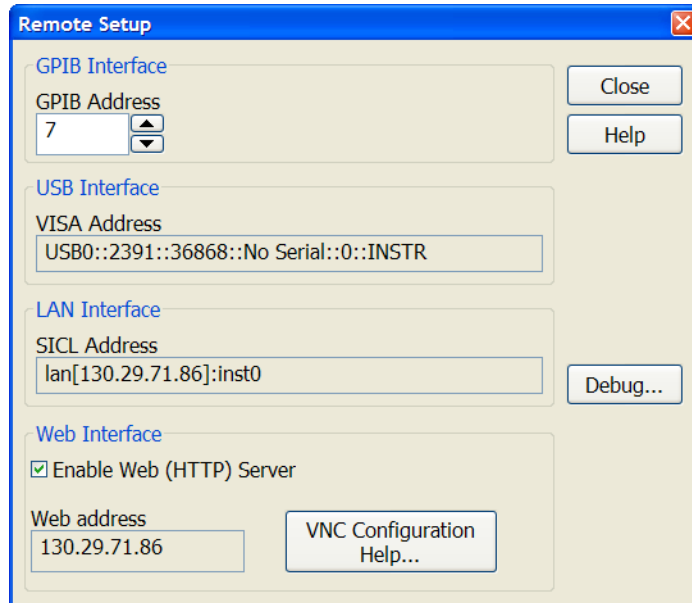 Remote Setup
GPIB Interface
GPIB Address
7
Close
Help
USB Interface
VISA Address
USB0::2391::36868::No Serial::0::INSTR
LAN Interface
SICL Address
lan[130.29.71.86]:inst0
Debug...
Web Interface
Enable Web (HTTP) Server
Web address
130.29.71.86
VNC Configuration
Help...